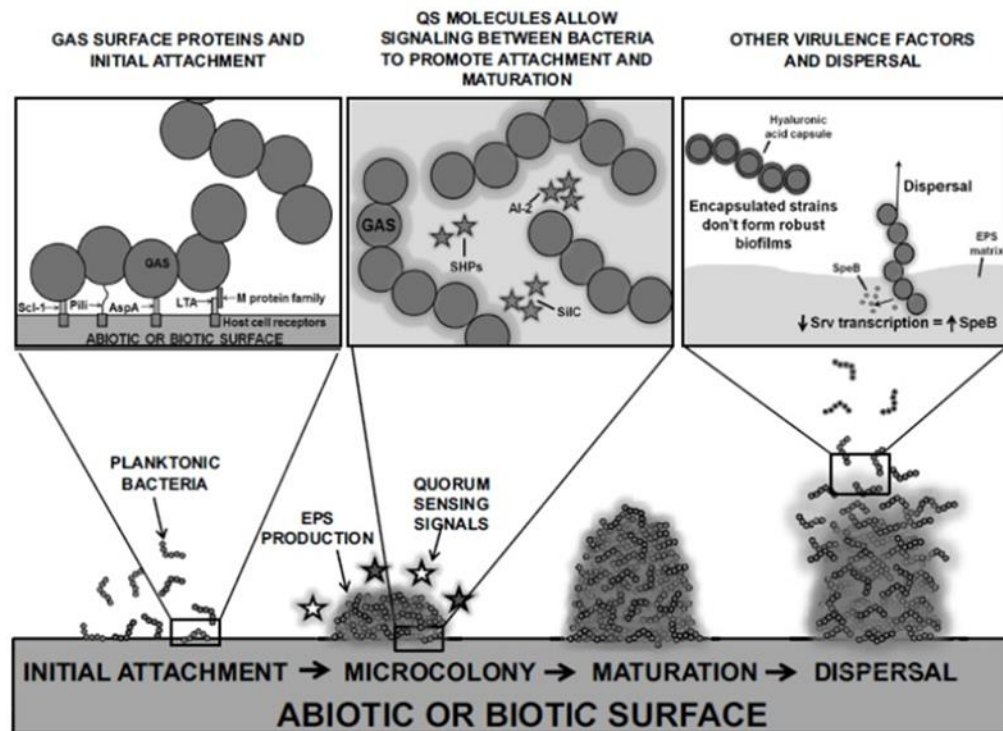 GAS SURFACE PROTEINS AND
INITIAL ATTACHMENT
QS MOLECULES ALLOW
SIGNALING BETWEEN BACTERIA
TO PROMOTE ATTACHMENT AND
MATURATION
OTHER VIRULENCE FACTORS
AND DISPERSAL
GAS
Scl-1
Pili
AspA
LTA
M protein family
Host cell receptors
ABIOTIC OR BIOTIC SURFACE
GAS
AI-2
SHPs
SilC
Hyaluronic
acid capsule
Dispersal
Encapsulated strains
don't form robust
biofilms
EPS
matrix
SpeB
↓ Srv transcription = ↑ SpeB
PLANKTONIC
BACTERIA
EPS
PRODUCTION
QUORUM
SENSING
SIGNALS
INITIAL ATTACHMENT → MICROCOLONY → MATURATION → DISPERSAL
ABIOTIC OR BIOTIC SURFACE